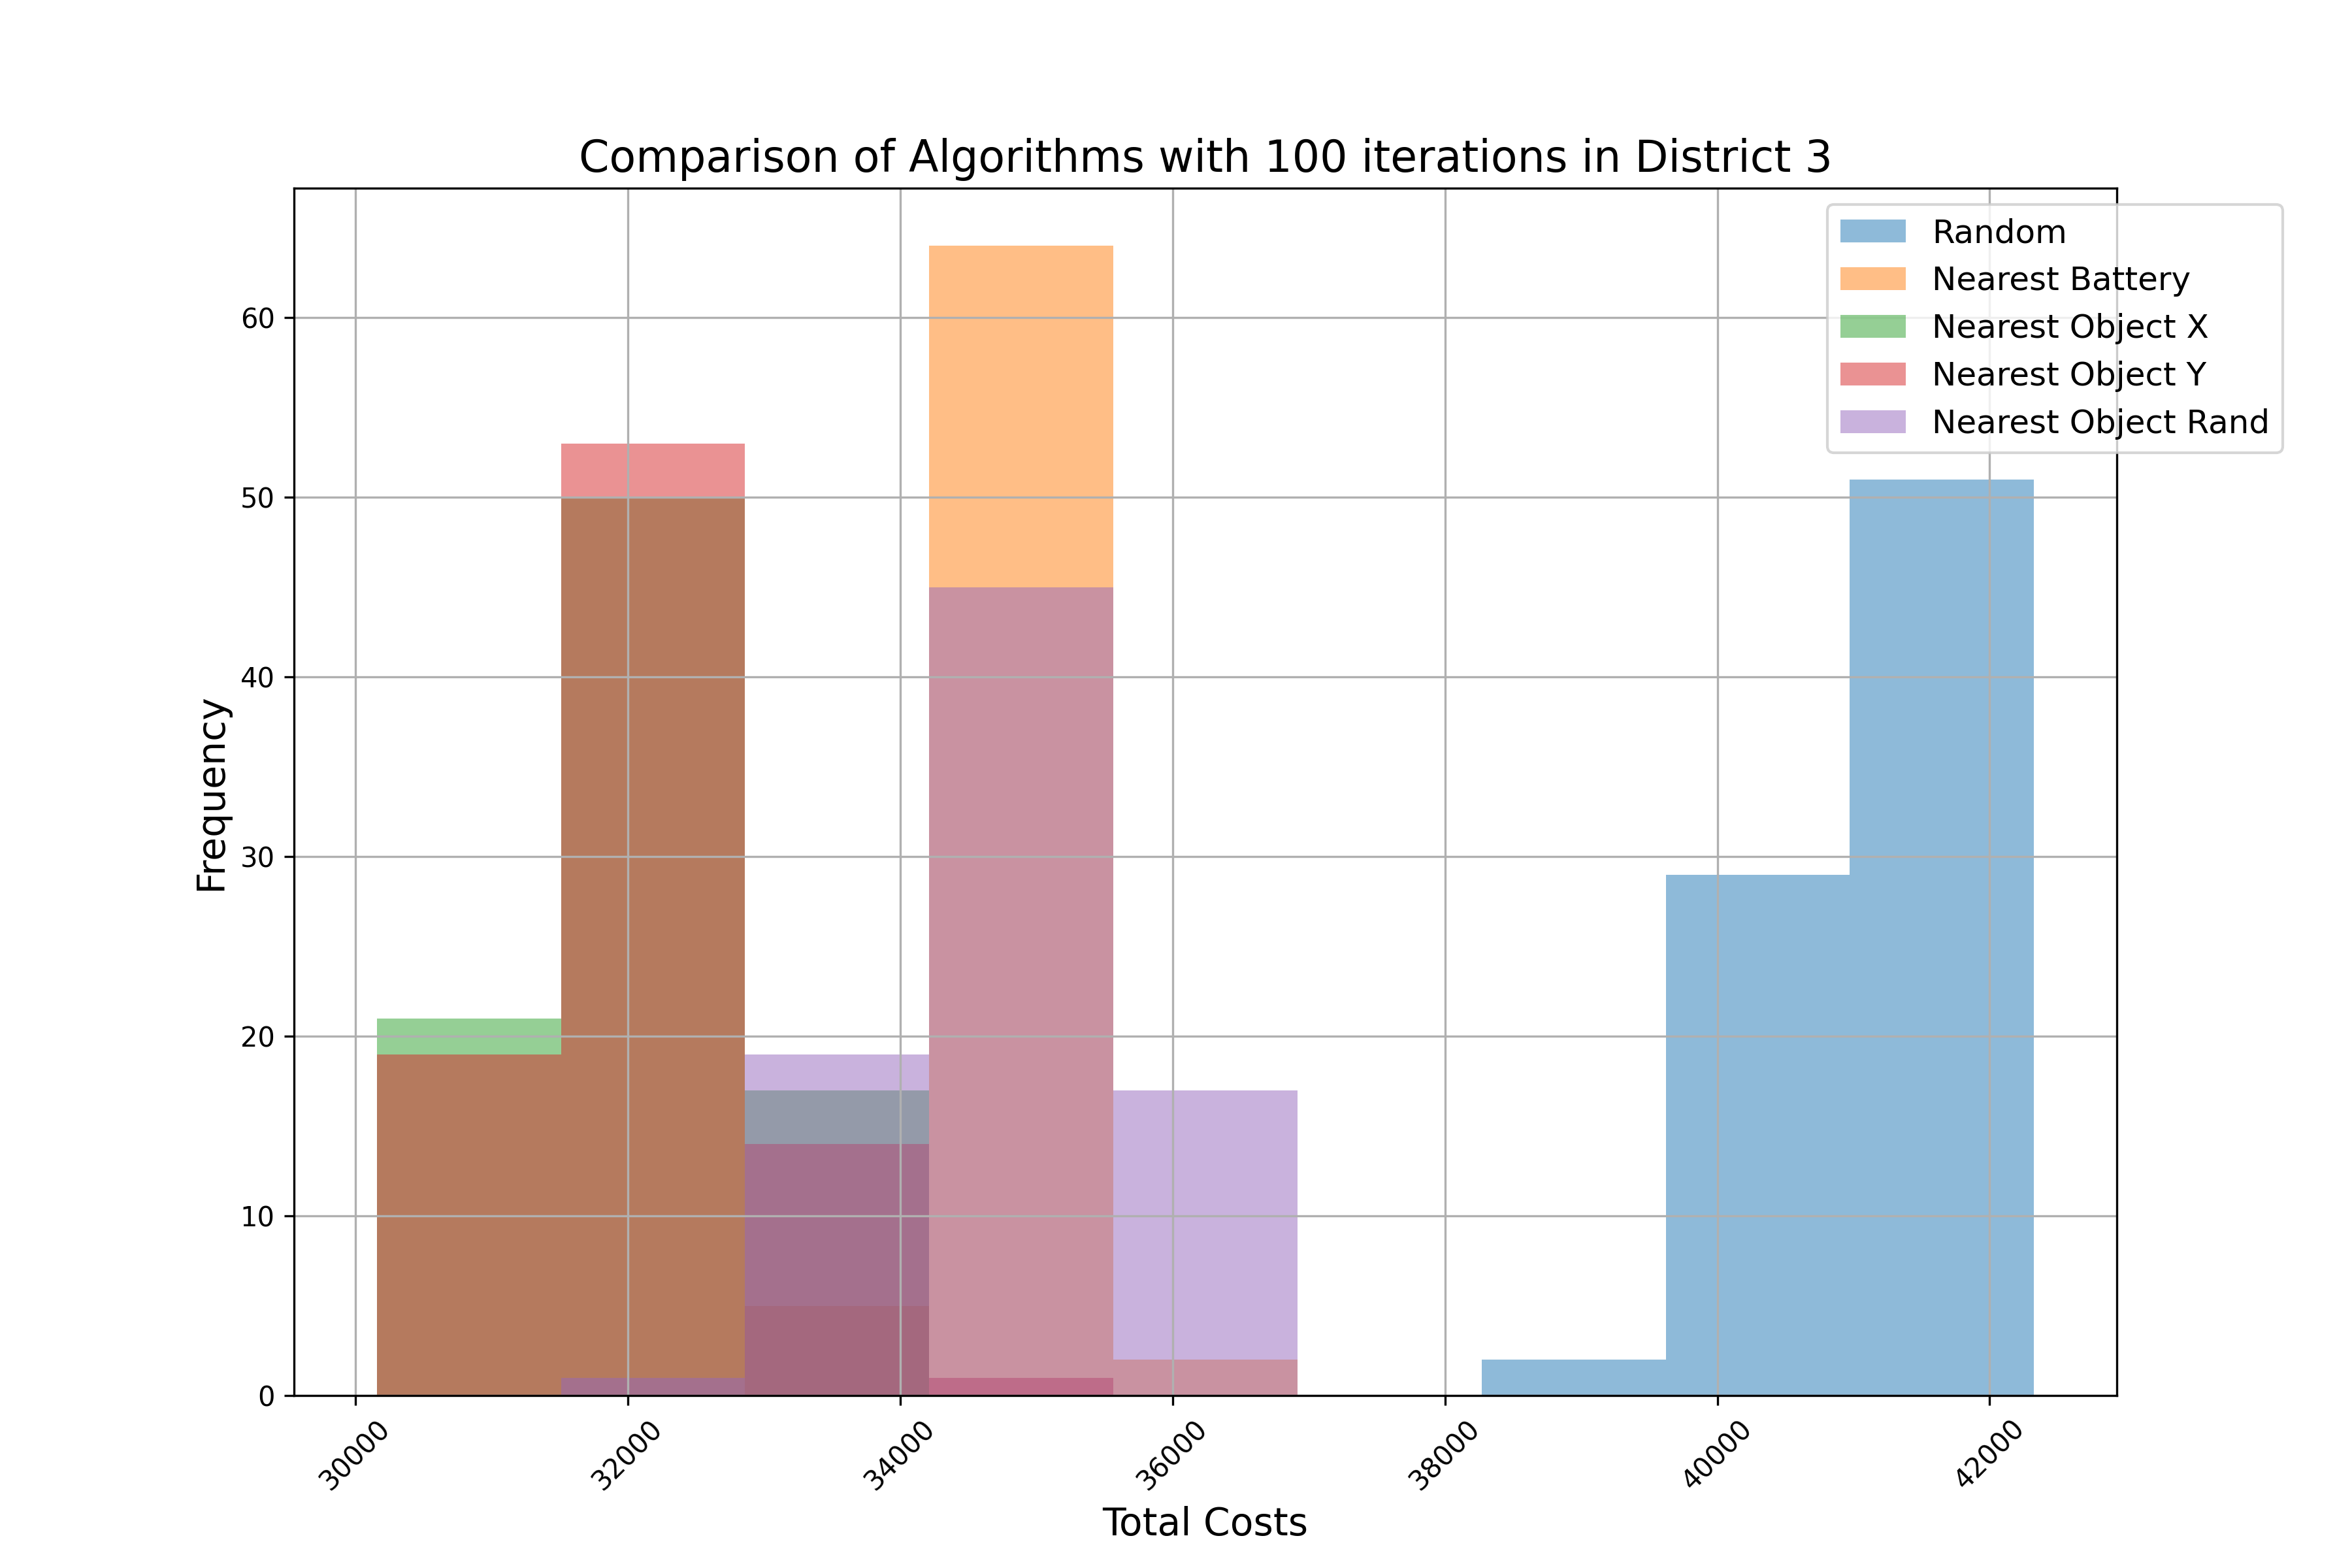 Comparison of Algorithms with 100 iterations in District 3
Random
Nearest Battery
Nearest Object X
Nearest Object Y
Nearest Object Rand
Frequency
60
50
40
30
20
10
0
30000
32000
34000
36000
38000
40000
42000
Total Costs